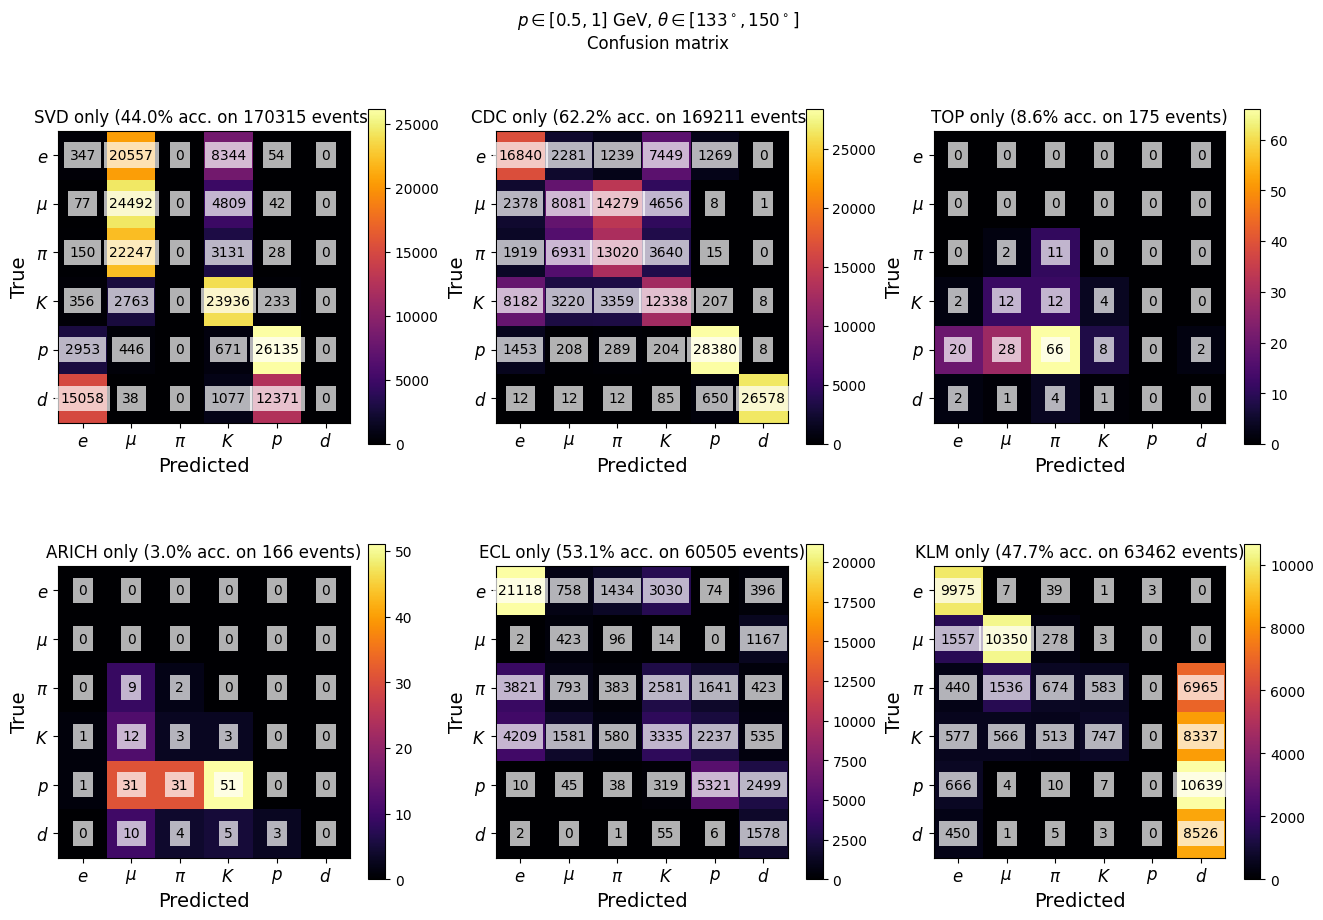 p ∈ [0.5, 1] GeV, θ ∈ [133°, 150°]
Confusion matrix
SVD only (44.0% acc. on 170315 events
e 347 20557 0 8344 54 0
μ 77 24492 0 4809 42 0
π 150 22247 0 3131 28 0
K 356 2763 0 23936 233 0
p 2953 446 0 671 26135 0
d 15058 38 0 1077 12371 0
e μ π K p d
True
Predicted
25000
20000
15000
10000
5000
0
CDC only (62.2% acc. on 169211 events
e 16840 2281 1239 7449 1269 0
μ 2378 8081 14279 4656 8 1
π 1919 6931 13020 3640 15 0
K 8182 3220 3359 12338 207 8
p 1453 208 289 204 28380 8
d 12 12 12 85 650 26578
e μ π K p d
True
Predicted
25000
20000
15000
10000
5000
0
TOP only (8.6% acc. on 175 events)
e 0 0 0 0 0 0
μ 0 0 0 0 0 0
π 0 2 11 0 0 0
K 2 12 12 4 0 0
p 20 28 66 8 0 2
d 2 1 4 1 0 0
e μ π K p d
True
Predicted
60
50
40
30
20
10
0
ARICH only (3.0% acc. on 166 events)
e 0 0 0 0 0 0
μ 0 0 0 0 0 0
π 0 9 2 0 0 0
K 1 12 3 3 0 0
p 1 31 31 51 0 0
d 0 10 4 5 3 0
e μ π K p d
True
Predicted
50
40
30
20
10
0
ECL only (53.1% acc. on 60505 events)
e 21118 758 1434 3030 74 396
μ 2 423 96 14 0 1167
π 3821 793 383 2581 1641 423
K 4209 1581 580 3335 2237 535
p 10 45 38 319 5321 2499
d 2 0 1 55 6 1578
e μ π K p d
True
Predicted
20000
17500
15000
12500
10000
7500
5000
2500
0
KLM only (47.7% acc. on 63462 events)
e 9975 7 39 1 3 0
μ 1557 10350 278 3 0 0
π 440 1536 674 583 0 6965
K 577 566 513 747 0 8337
p 666 4 10 7 0 10639
d 450 1 5 3 0 8526
e μ π K p d
True
Predicted
10000
8000
6000
4000
2000
0